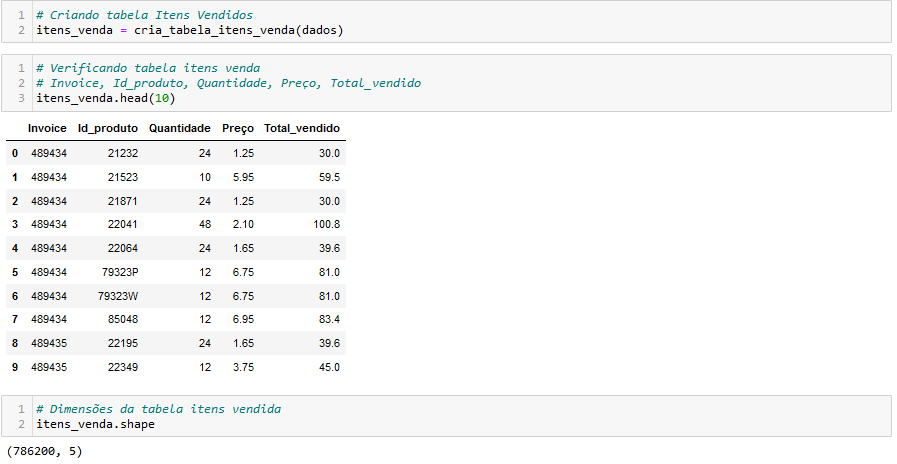 1 # Criando tabela Itens Vendidos
2 itens_venda = cria_tabela_itens_venda(dados)
1 # Verificando tabela itens venda
2 # Invoice, Id_produto, Quantidade, Preço, Total_vendido
3 itens_venda.head(10)
Invoice Id_produto Quantidade Preço Total_vendido
0 489434 21232 24 1.25 30.0
1 489434 21523 10 5.95 59.5
2 489434 21871 24 1.25 30.0
3 489434 22041 48 2.10 100.8
4 489434 22064 24 1.65 39.6
5 489434 79323P 12 6.75 81.0
6 489434 79323W 12 6.75 81.0
7 489434 85048 12 6.95 83.4
8 489435 22195 24 1.65 39.6
9 489435 22349 12 3.75 45.0
1 # Dimensões da tabela itens vendida
2 itens_venda.shape
(786200, 5)